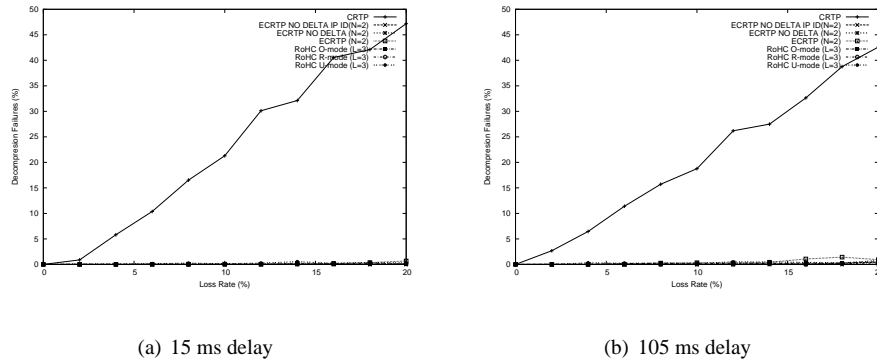 CRTP
ECRTP NO DELTA IP ID(N=2)
ECRTP NO DELTA (N=2)
ECRTP (N=2)
RoHC O-mode (L=3)
RoHC R-mode (L=3)
RoHC U-mode (L=3)
50
45
40
35
30
25
20
15
10
5
0
Decompresion Failures (%)
0
5
10
15
20
Loss Rate (%)
(a) 15 ms delay
CRTP
ECRTP NO DELTA IP ID(N=2)
ECRTP NO DELTA (N=2)
ECRTP (N=2)
RoHC O-mode (L=3)
RoHC R-mode (L=3)
RoHC U-mode (L=3)
50
45
40
35
30
25
20
15
10
5
0
Decompresion Failures (%)
0
5
10
15
Loss Rate (%)
(b) 105 ms delay